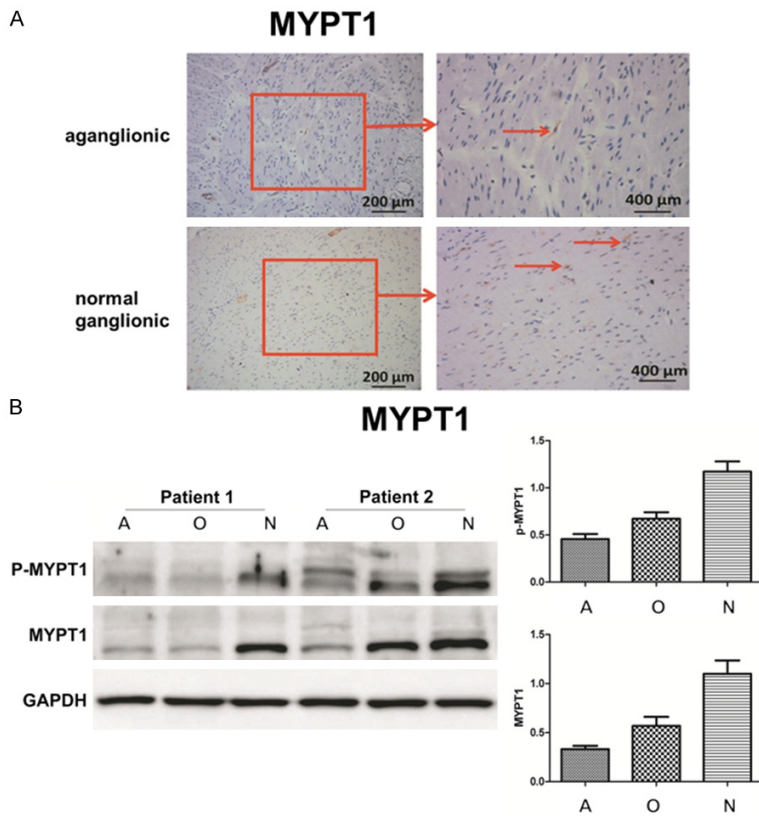 A
MYPT1
aganglionic
200 µm
400 µm
normal
ganglionic
200 µm
400 µm
B
MYPT1
Patient 1
Patient 2
A O N A O N
P-MYPT1
MYPT1
GAPDH
p-MYPT1
1.5
1.0
0.5
0.0
A O N
MYPT1
1.5
1.0
0.5
0.0
A O N